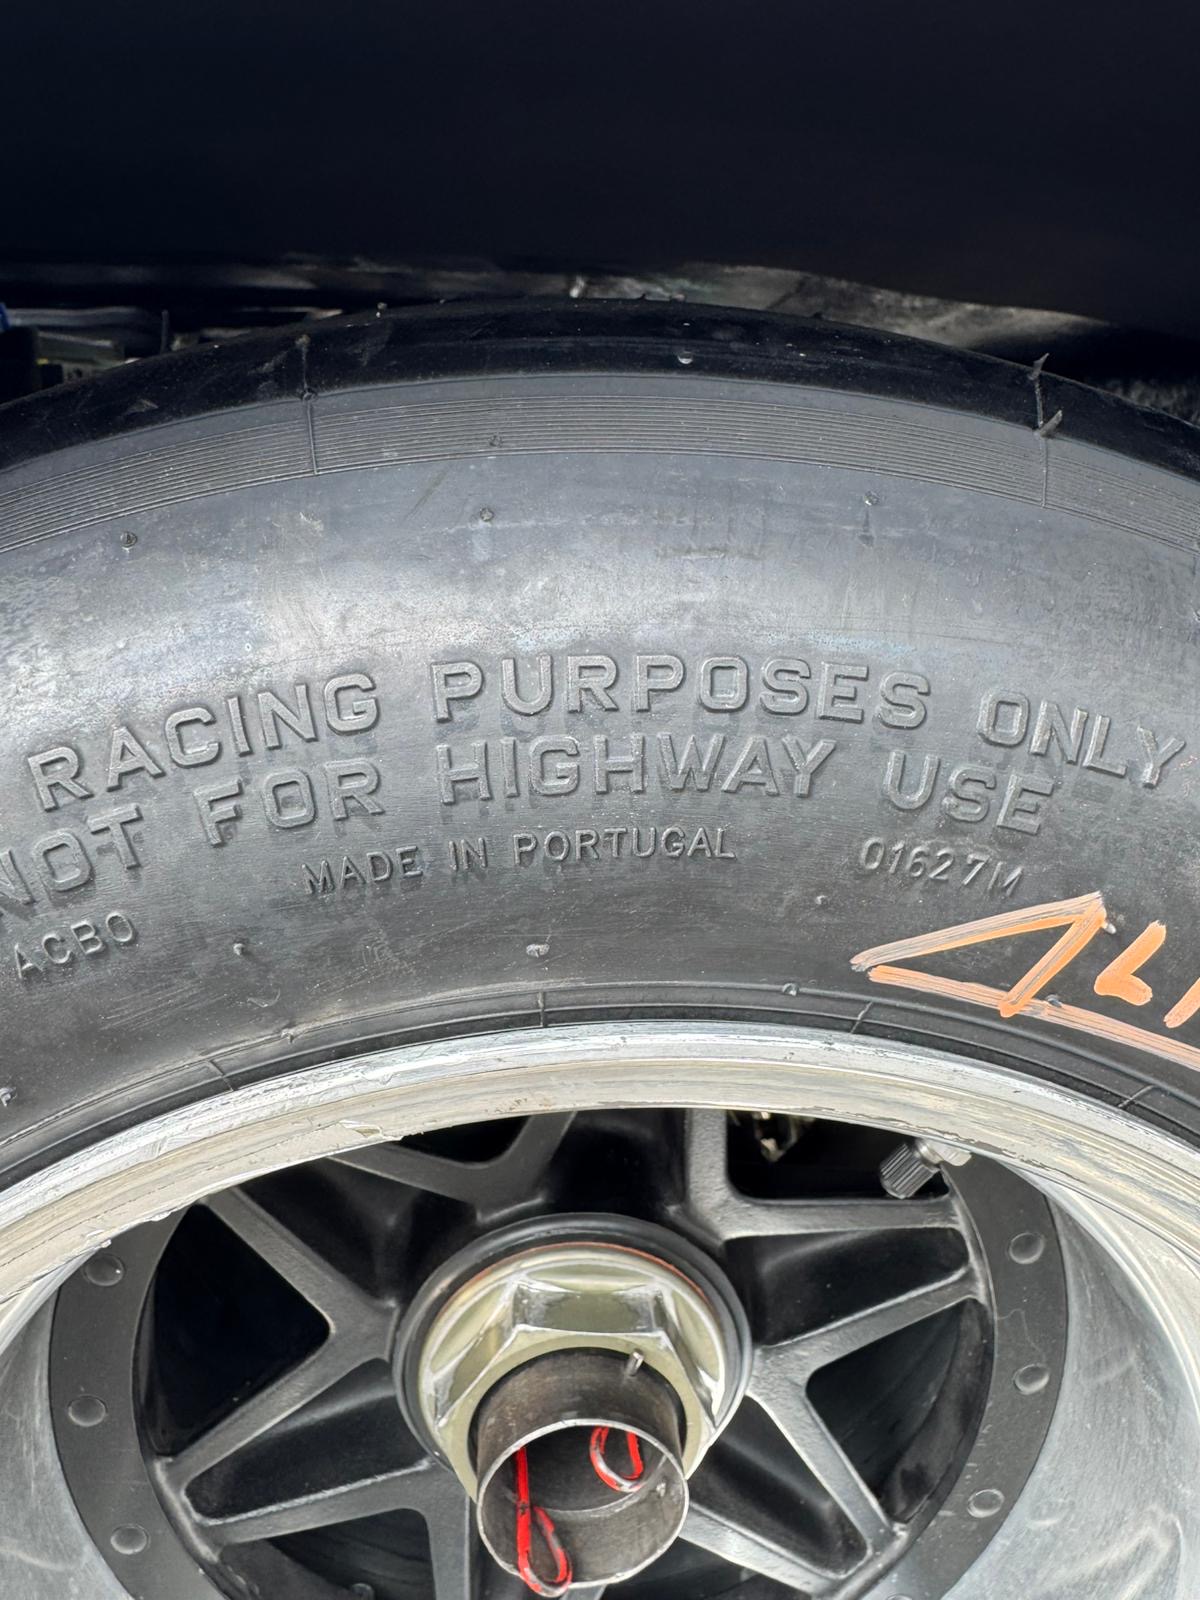 RACING PURPOSES ONLY
NOT FOR HIGHWAY USE
MADE IN PORTUGAL
01627M
ACBO